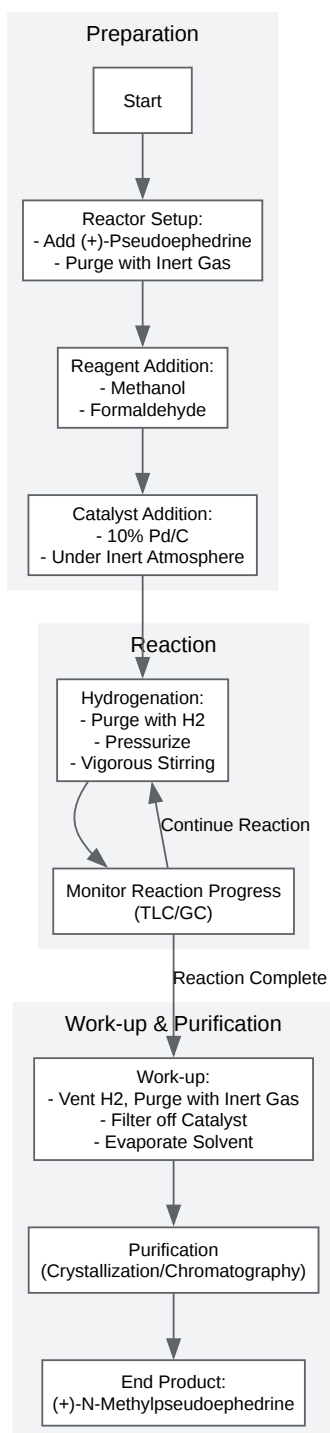 Preparation
Start
Reactor Setup:
- Add (+)-Pseudoephedrine
- Purge with Inert Gas
Reagent Addition:
- Methanol
- Formaldehyde
Catalyst Addition:
- 10% Pd/C
- Under Inert Atmosphere
Reaction
Hydrogenation:
- Purge with H2
- Pressurize
- Vigorous Stirring
Continue Reaction
Monitor Reaction Progress
(TLC/GC)
Reaction Complete
Work-up & Purification
Work-up:
- Vent H2, Purge with Inert Gas
- Filter off Catalyst
- Evaporate Solvent
Purification
(Crystallization/Chromatography)
End Product:
(+)-N-Methylpseudoephedrine